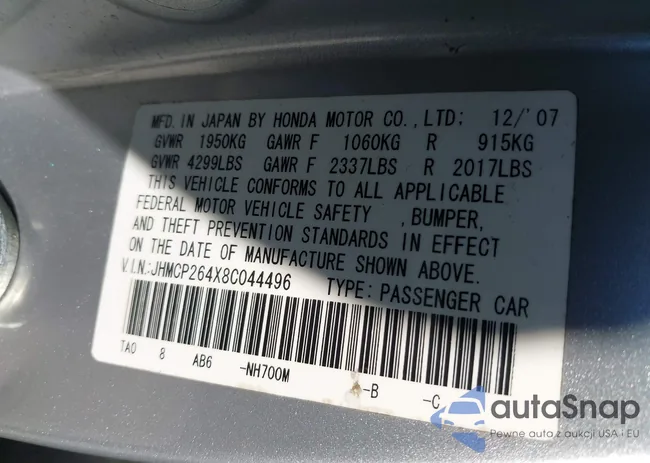 MFD. IN JAPAN BY HONDA MOTOR CO., LTD: 12/'07
GVWR 1950KG GAWR F 1060KG R 915KG
GVWR 4299LBS GAWR F 2337LBS R 2017LBS
THIS VEHICLE CONFORMS TO ALL APPLICABLE
FEDERAL MOTOR VEHICLE SAFETY ,BUMPER,
AND THEFT PREVENTION STANDARDS IN EFFECT
ON THE DATE OF MANUFACTURE SHOWN ABOVE.
V.I.N.:JHMCP264X8C044496 TYPE: PASSENGER CAR
TA0 8 AB6 -NH700M -B -C
autaSnap
Pewne auto z aukcji USA i EU